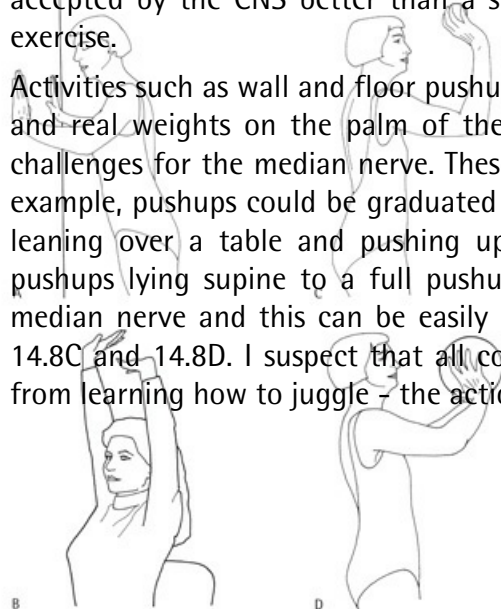 accepted by the CNS better than a s
exercise.
Activities such as wall and floor pushu
and real weights on the palm of the
challenges for the median nerve. Thes
example, pushups could be graduated
leaning over a table and pushing up
pushups lying supine to a full pushu
median nerve and this can be easily
14.8C and 14.8D. I suspect that all co
from learning how to juggle – the actio
A
C
B
D